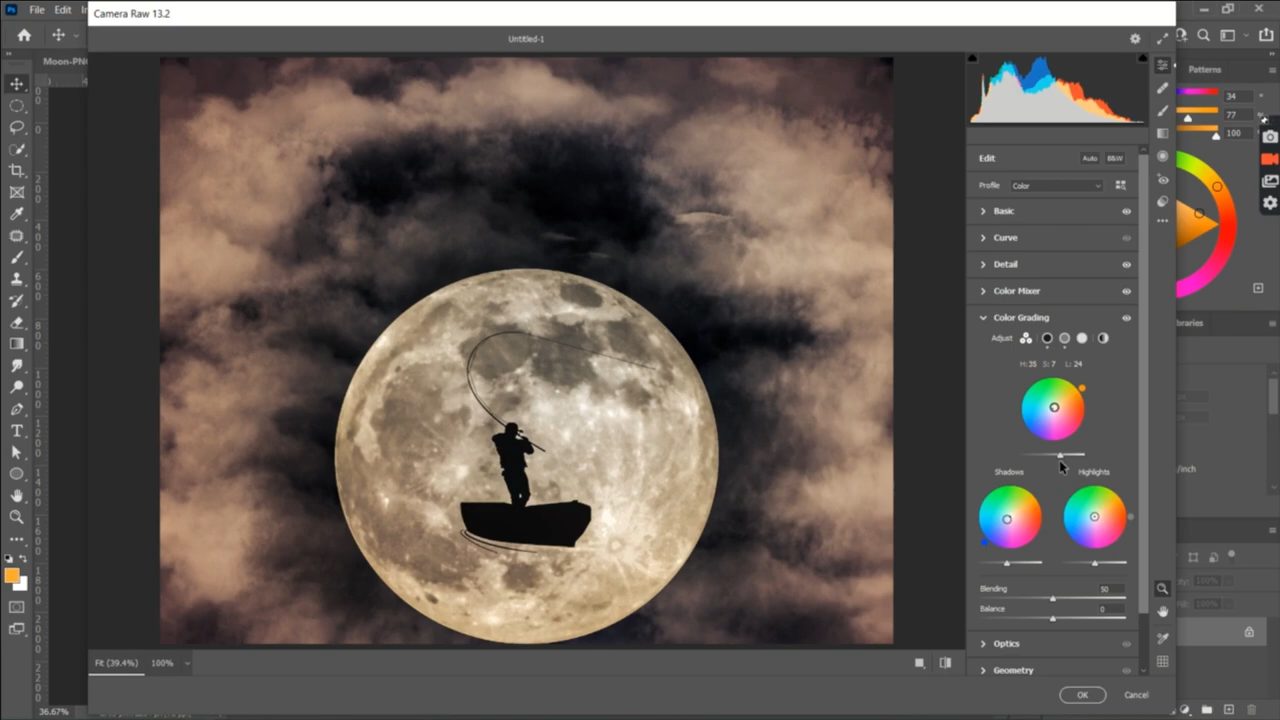 Camera Raw 13.2
Ps File Edit
Untitled-1
Moon-PN
Patterns
34
77
100
Edit Auto B&W
Profile Color
Basic
Curve
Detail
Color Mixer
Color Grading
Adjust
H: 35 S: 7 L: 24
Shadows Highlights
Blending 50
Balance 0
Optics
Geometry
Fit (39.4%) 100%
OK Cancel
36.67%